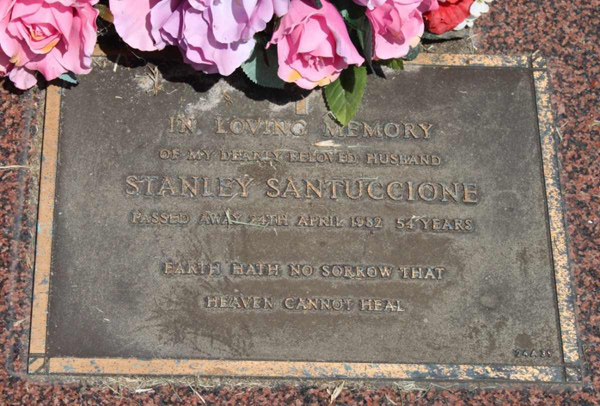 IN LOVING MEMORY
OF MY DEARLY BELOVED HUSBAND
STANLEY SANTUCCIONE
PASSED AWAY 24TH APRIL 1982 54 YEARS
EARTH HATH NO SORROW THAT
HEAVEN CANNOT HEAL